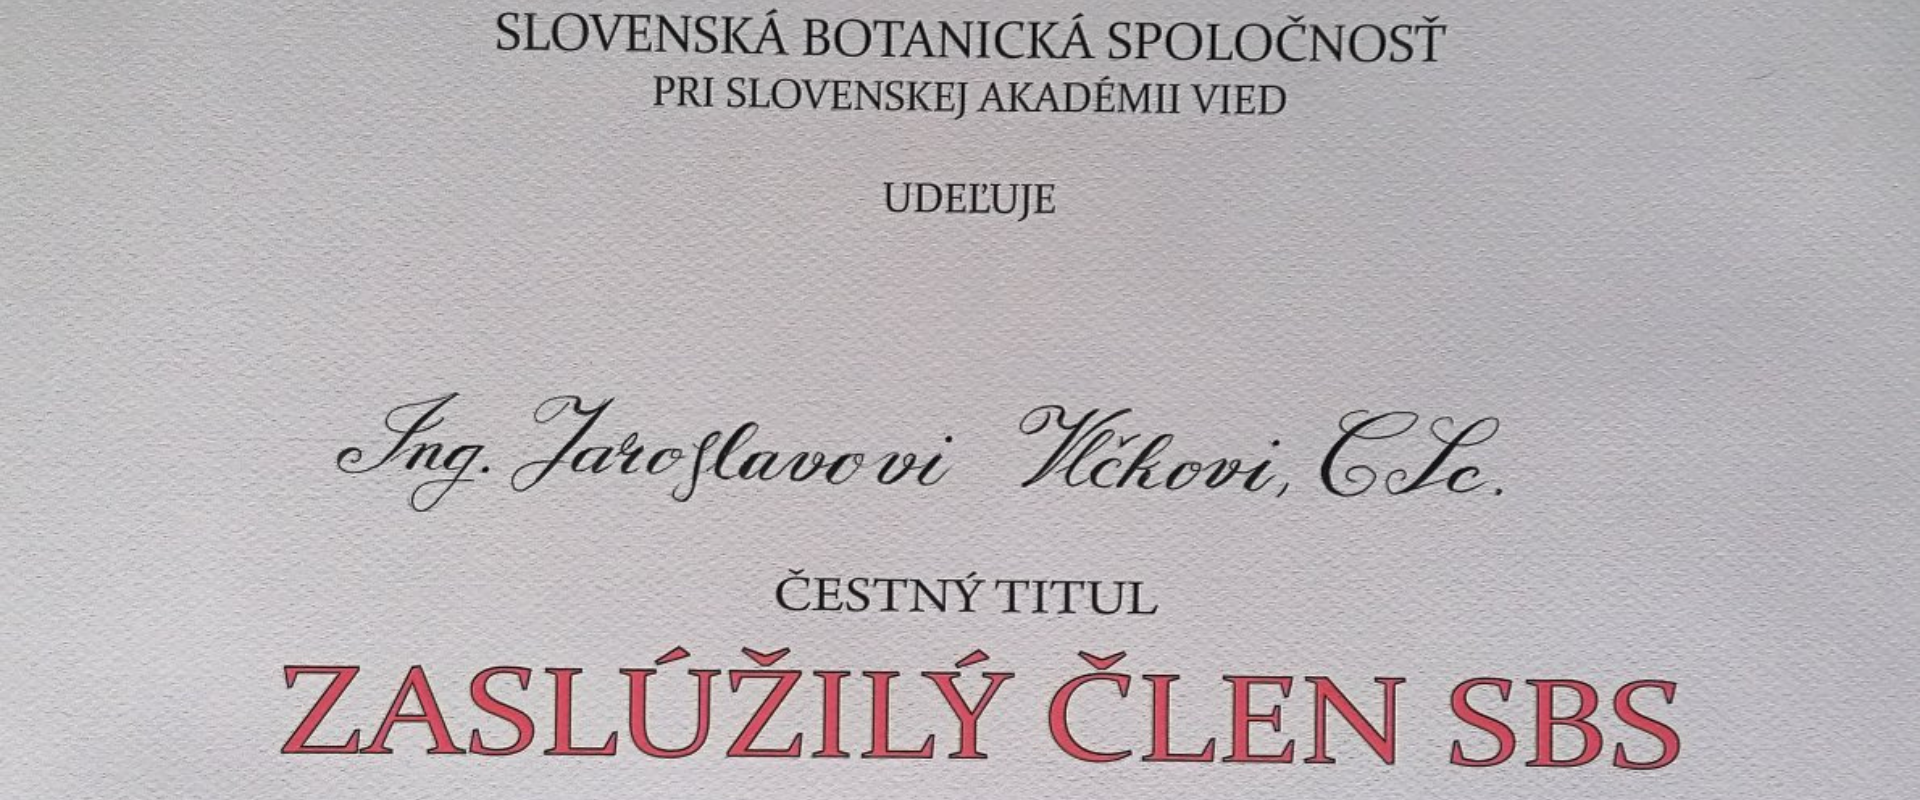 SLOVENSKÁ BOTANICKÁ SPOLOČNOSŤ
PRI SLOVENSKEJ AKADÉMII VIED
UDEĽUJE
Ing. Jaroslavovi Vlčkovi, CSc.
ČESTNÝ TITUL
ZASLÚŽILÝ ČLEN SBS